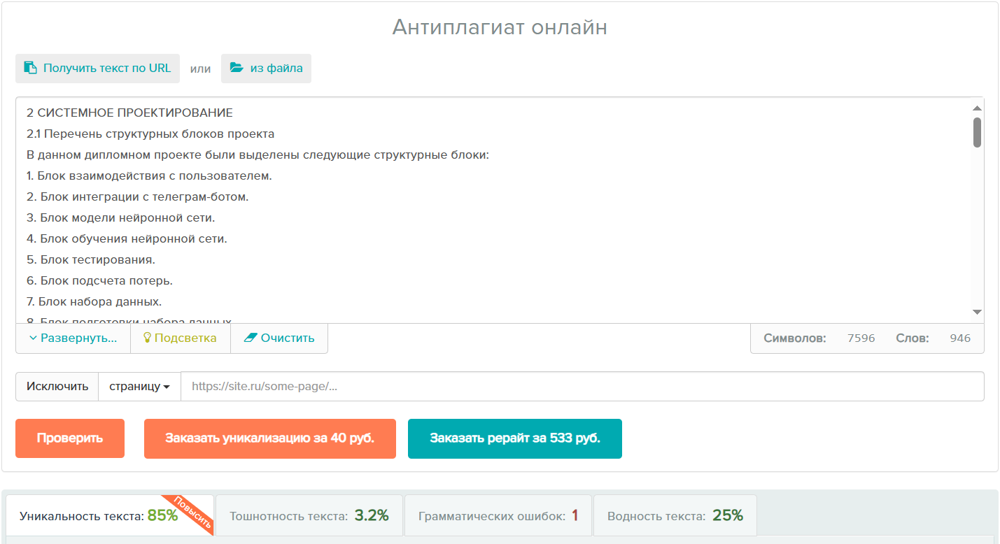 Антиплагиат онлайн
Получить текст по URL или из файла
2 СИСТЕМНОЕ ПРОЕКТИРОВАНИЕ
2.1 Перечень структурных блоков проекта
В данном дипломном проекте были выделены следующие структурные блоки:
1. Блок взаимодействия с пользователем.
2. Блок интеграции с телеграм-ботом.
3. Блок модели нейронной сети.
4. Блок обучения нейронной сети.
5. Блок тестирования.
6. Блок подсчета потерь.
7. Блок набора данных.
8. Блок подготовки набора данных
Развернуть... Подсветка Очистить Символов: 7596 Слов: 946
Исключить страницу https://site.ru/some-page/...
Проверить Заказать уникализацию за 40 руб. Заказать рерайт за 533 руб.
Уникальность текста: 85% Повысить Тошнотность текста: 3.2% Грамматических ошибок: 1 Водность текста: 25%